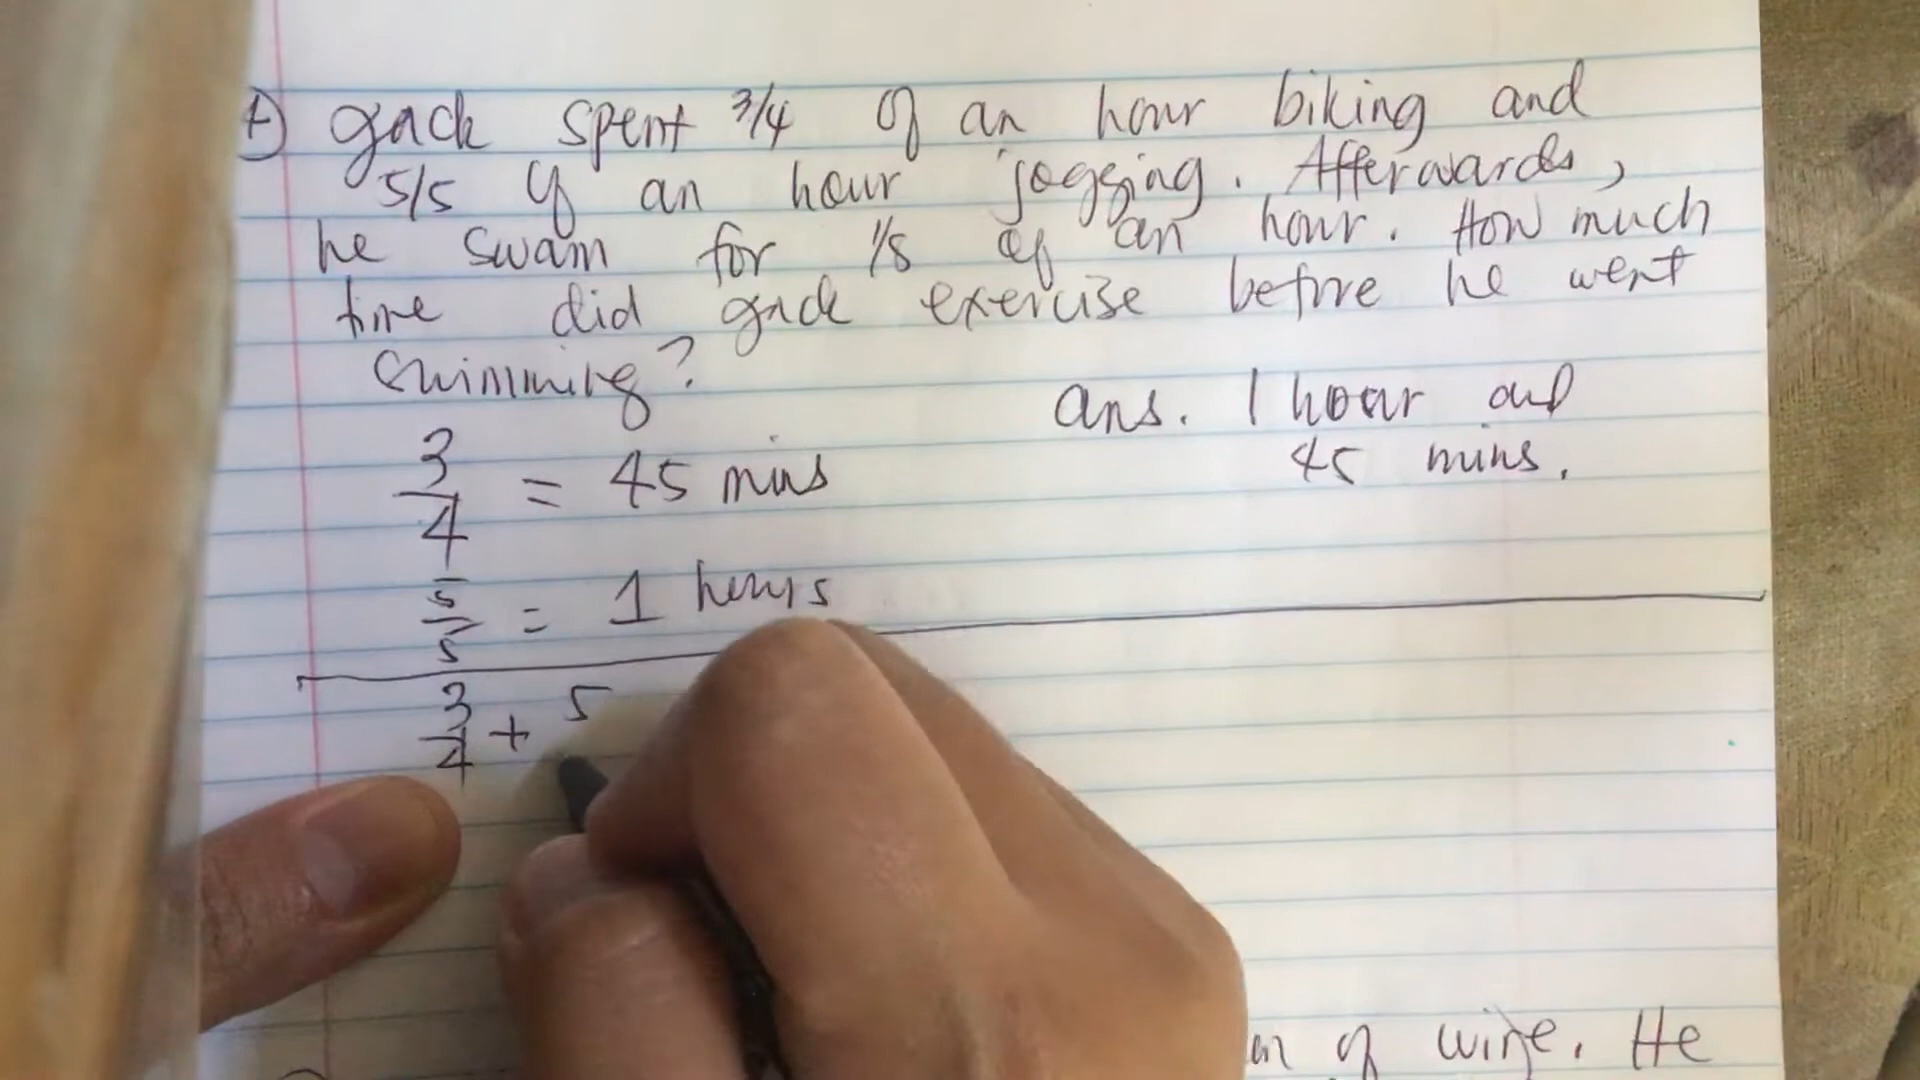 1) Jack spent 3/4 of an hour biking and
5/5 of an hour jogging. Afterwards,
he swam for 1/8 of an hour. How much
time did Jack exercise before he went
swimming?
ans. 1 hour and
45 mins.
3/4 = 45 mins
5/5 = 1 hours
3/4 + 5
of wire. He